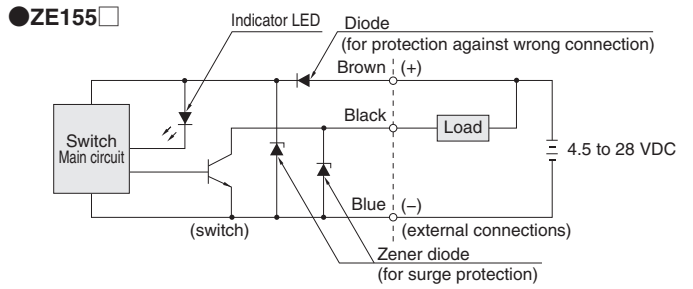 ●ZE155□
Indicator LED
Diode
(for protection against wrong connection)
Brown (+)
Black
Load
Switch
Main circuit
4.5 to 28 VDC
Blue (−)
(switch)
(external connections)
Zener diode
(for surge protection)